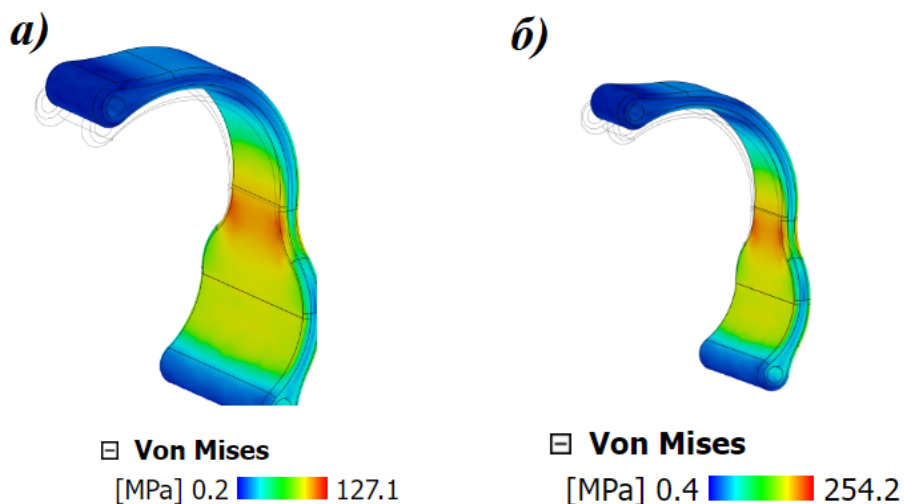 а)
б)
⊟ Von Mises
[MPa] 0.2 127.1
⊟ Von Mises
[MPa] 0.4 254.2